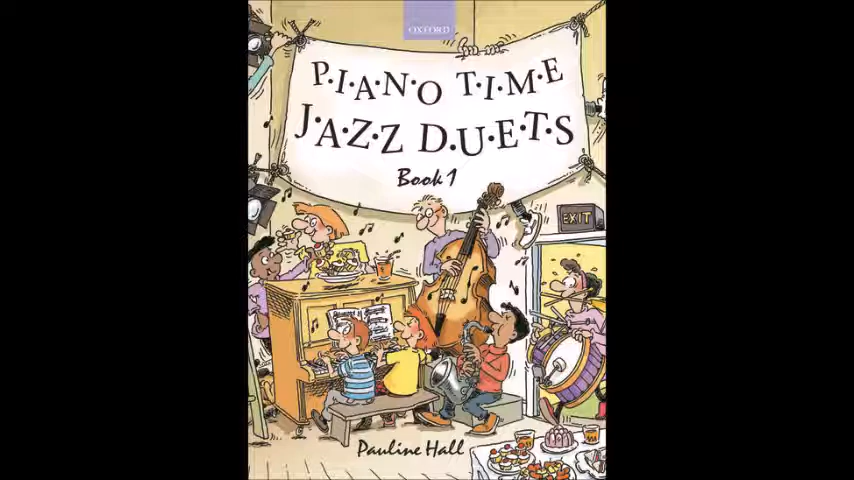 OXFORD
P·I·A·N·O T·I·M·E
J·A·Z·Z D·U·E·T·S
Book 1
EXIT
Pauline Hall